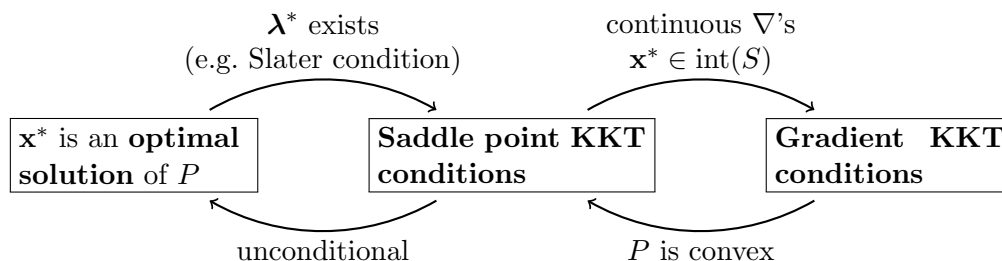 λ* exists
(e.g. Slater condition)
continuous ∇'s
x* ∈ int(S)
x* is an optimal
solution of P
Saddle point KKT
conditions
Gradient KKT
conditions
unconditional
P is convex